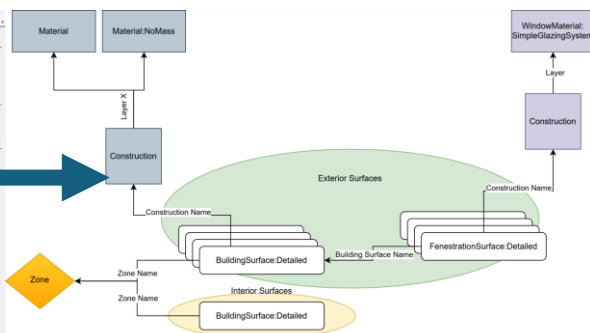 Material
Material:NoMass
WindowMaterial:
SimpleGlazingSystem
Layer X
Layer
Construction
Construction
Exterior Surfaces
Construction Name
Construction Name
BuildingSurface:Detailed
Building Surface Name
FenestrationSurface:Detailed
Zone Name
Zone
Zone Name
Interior Surfaces
BuildingSurface:Detailed